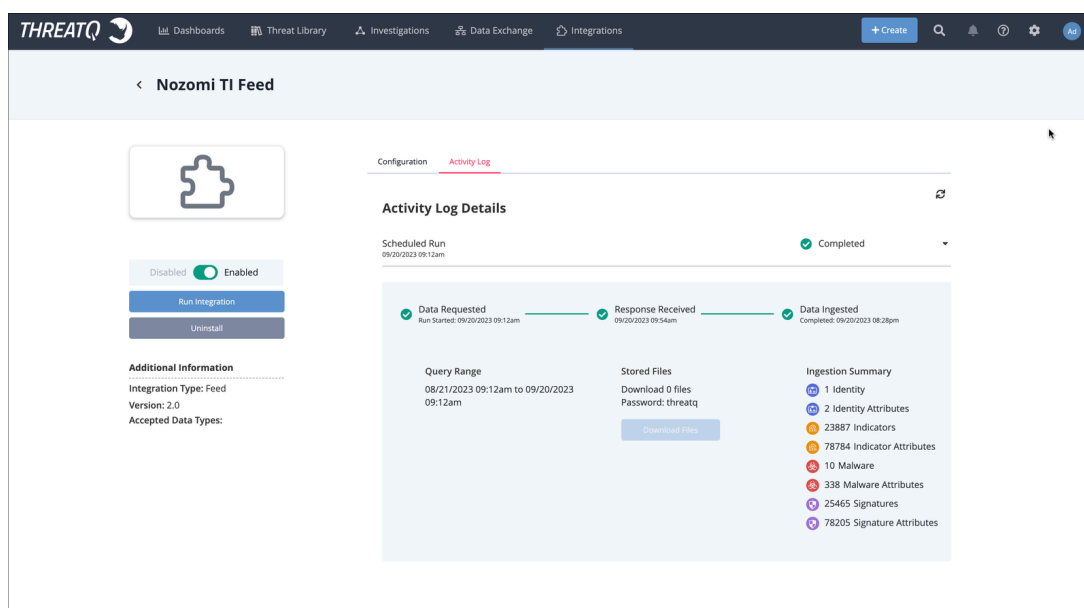 THREATQ
Dashboards
Threat Library
Investigations
Data Exchange
Integrations
+ Create
Ad
Nozomi TI Feed
Disabled Enabled
Run Integration
Uninstall
Additional Information
Integration Type: Feed
Version: 2.0
Accepted Data Types:
Configuration
Activity Log
Activity Log Details
Scheduled Run
09/20/2023 09:12am
Completed
Data Requested
Run Started: 09/20/2023 09:12am
Response Received
09/20/2023 09:54am
Data Ingested
Completed: 09/20/2023 08:28pm
Query Range
08/21/2023 09:12am to 09/20/2023
09:12am
Stored Files
Download 0 files
Password: threatq
Download Files
Ingestion Summary
1 Identity
2 Identity Attributes
23887 Indicators
78784 Indicator Attributes
10 Malware
338 Malware Attributes
25465 Signatures
78205 Signature Attributes